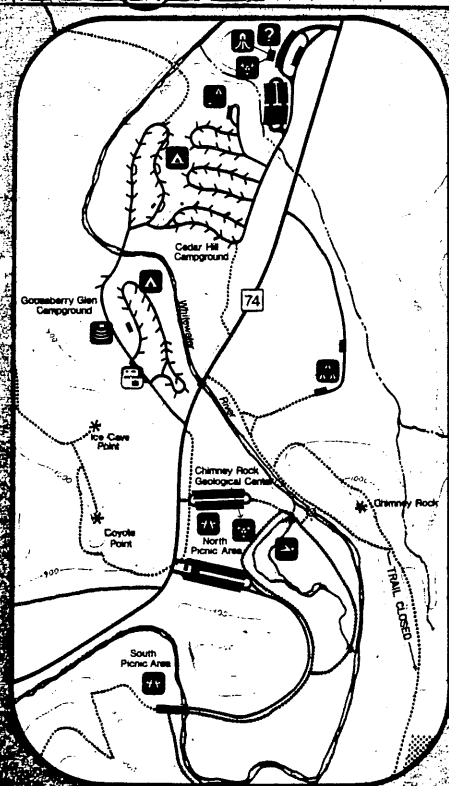 ?
Cedar Hill
Campground
Gooseberry Glen
Campground
Whitewater
River
74
Ice Cave
Point
Chimney Rock
Geological Center
Chimney Rock
1100
Coyote
Point
North
Picnic Area
TRAIL CLOSED
South
Picnic Area